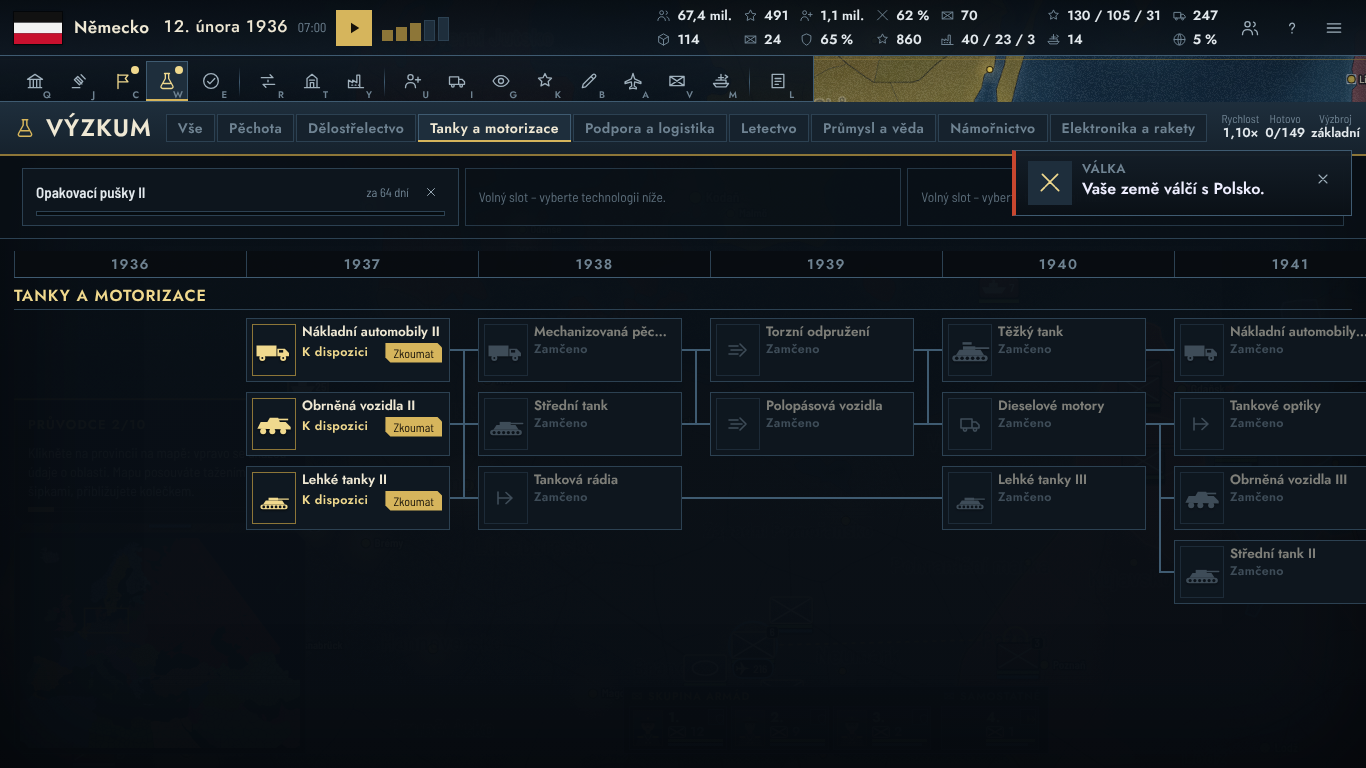 Německo 12. února 1936 07:00
67,4 mil. 491 1,1 mil. 62 % 70 130 / 105 / 31 247
114 24 65 % 860 40 / 23 / 3 14 5 %
Q J C W E R T Y U I G K B A V M L
VÝZKUM
Vše Pěchota Dělostřelectvo Tanky a motorizace Podpora a logistika Letectvo Průmysl a věda Námořnictvo Elektronika a rakety
Rychlost Hotovo Výzbroj
1,10× 0/149 základní
VÁLKA
Vaše země válčí s Polsko.
Opakovací pušky II za 64 dní
Volný slot – vyberte technologii níže.
Volný slot – vyber
1936 1937 1938 1939 1940 1941
TANKY A MOTORIZACE
Nákladní automobily II Mechanizovaná pěc... Torzní odpružení Těžký tank Nákladní automobily...
K dispozici Zkoumat Zamčeno Zamčeno Zamčeno Zamčeno
Obrněná vozidla II Střední tank Polopásová vozidla Dieselové motory Tankové optiky
K dispozici Zkoumat Zamčeno Zamčeno Zamčeno Zamčeno
Lehké tanky II Tanková rádia Lehké tanky III Obrněná vozidla III
K dispozici Zkoumat Zamčeno Zamčeno Zamčeno
Střední tank II
Zamčeno